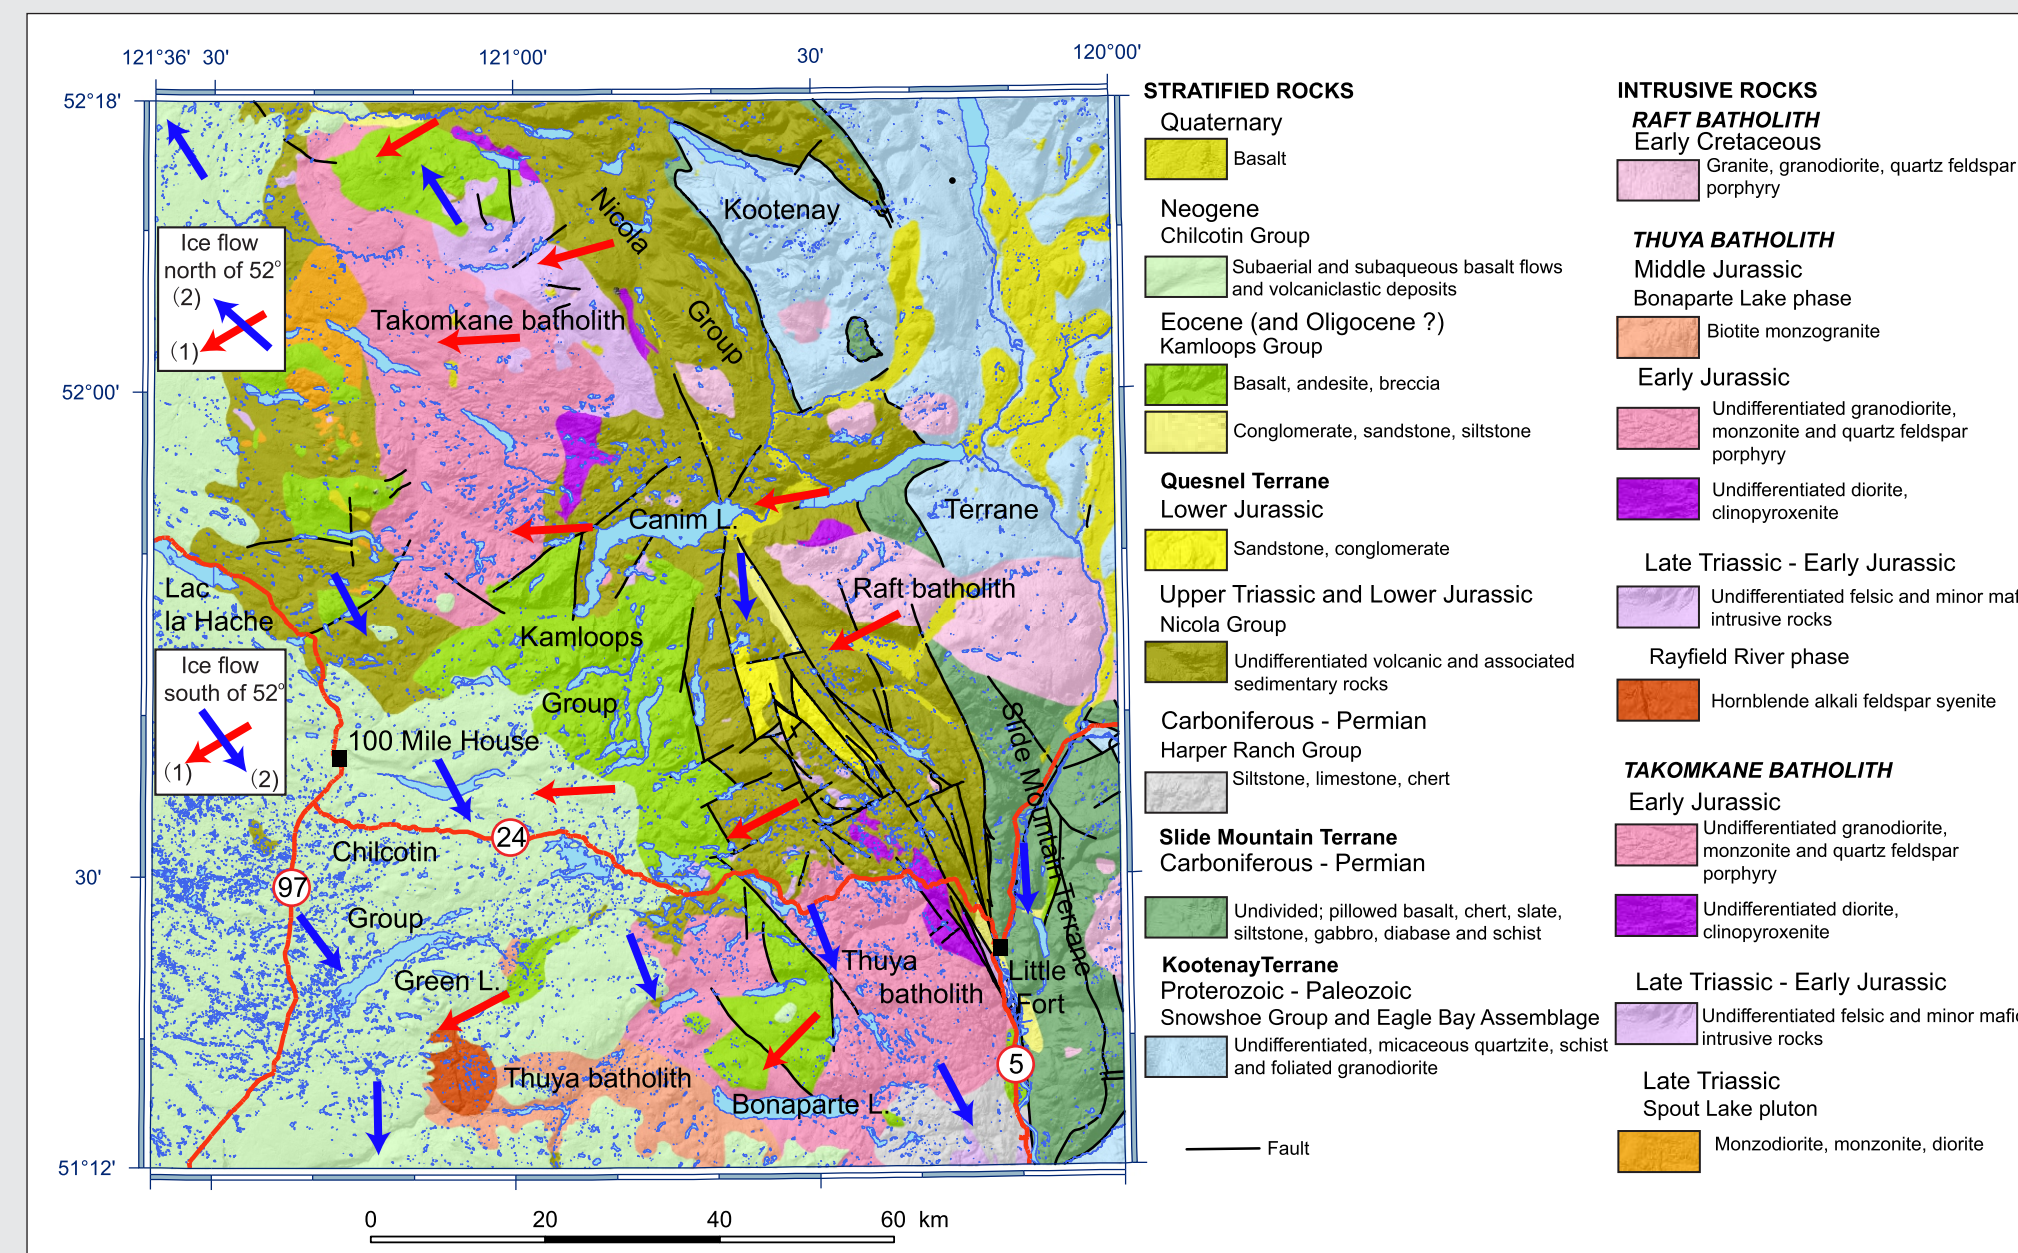 121°36' 30' 121°00' 30' 120°00'
52°18'
52°00'
30'
51°12'
Ice flow
north of 52°
(2)
(1)
Ice flow
south of 52°
(1)
(2)
Nicola
Group
Kootenay
Terrane
Takomkane batholith
Canim L.
Raft batholith
Lac
la Hache
Kamloops
Group
100 Mile House
Slide Mountain Terrane
24
97
5
Chilcotin
Group
Green L.
Thuya
batholith
Little
Fort
Thuya batholith
Bonaparte L.
0 20 40 60 km
STRATIFIED ROCKS
Quaternary
Basalt
Neogene
Chilcotin Group
Subaerial and subaqueous basalt flows
and volcaniclastic deposits
Eocene (and Oligocene ?)
Kamloops Group
Basalt, andesite, breccia
Conglomerate, sandstone, siltstone
Quesnel Terrane
Lower Jurassic
Sandstone, conglomerate
Upper Triassic and Lower Jurassic
Nicola Group
Undifferentiated volcanic and associated
sedimentary rocks
Carboniferous - Permian
Harper Ranch Group
Siltstone, limestone, chert
Slide Mountain Terrane
Carboniferous - Permian
Undivided; pillowed basalt, chert, slate,
siltstone, gabbro, diabase and schist
KootenayTerrane
Proterozoic - Paleozoic
Snowshoe Group and Eagle Bay Assemblage
Undifferentiated, micaceous quartzite, schist
and foliated granodiorite
Fault
INTRUSIVE ROCKS
RAFT BATHOLITH
Early Cretaceous
Granite, granodiorite, quartz feldspar
porphyry
THUYA BATHOLITH
Middle Jurassic
Bonaparte Lake phase
Biotite monzogranite
Early Jurassic
Undifferentiated granodiorite,
monzonite and quartz feldspar
porphyry
Undifferentiated diorite,
clinopyroxenite
Late Triassic - Early Jurassic
Undifferentiated felsic and minor
intrusive rocks
Rayfield River phase
Hornblende alkali feldspar syenite
TAKOMKANE BATHOLITH
Early Jurassic
Undifferentiated granodiorite,
monzonite and quartz feldspar
porphyry
Undifferentiated diorite,
clinopyroxenite
Late Triassic - Early Jurassic
Undifferentiated felsic and minor mafic
intrusive rocks
Late Triassic
Spout Lake pluton
Monzodiorite, monzonite, diorite